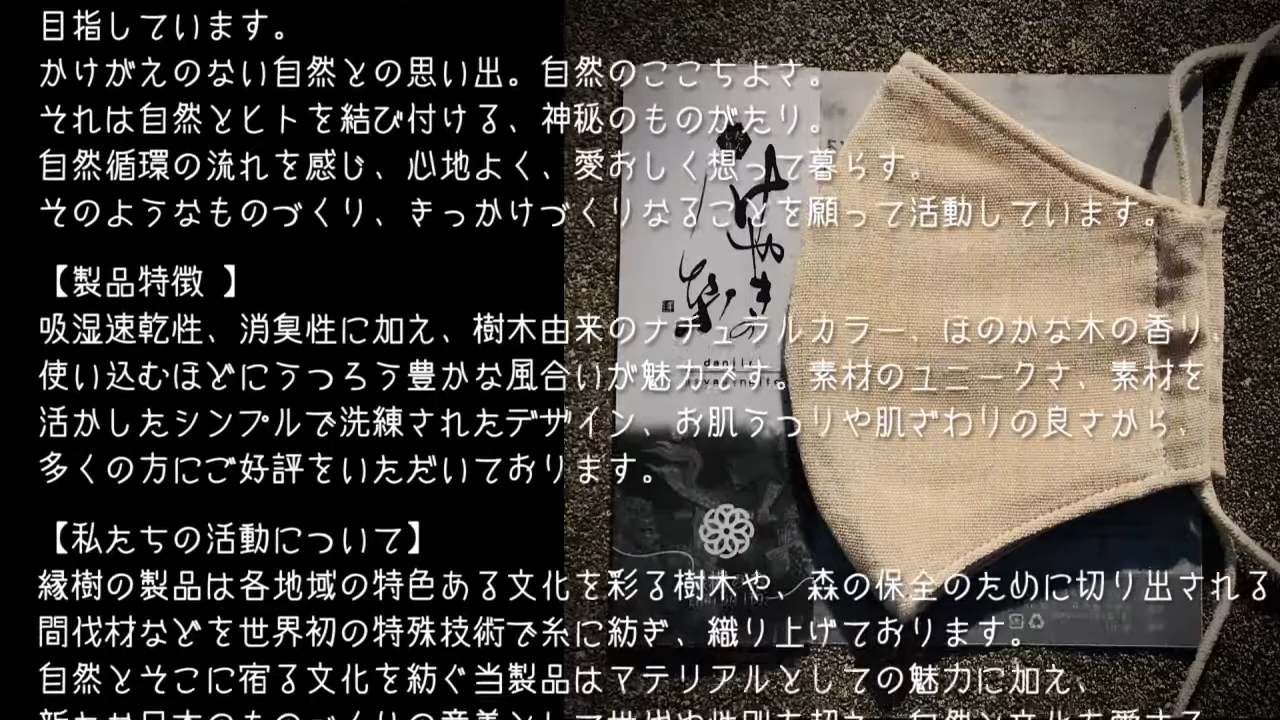 目指しています。
かけがえのない自然との思い出。自然のここちよさ。
それは自然とヒトを結び付ける、神秘のものがたり。
自然循環の流れを感じ、心地よく、愛おしく想って暮らす。
そのようなものづくり、きっかけづくりなることを願って活動しています。
【製品特徴 】
吸湿速乾性、消臭性に加え、樹木由来のナチュラルカラー、ほのかな木の香り、
使い込むほどにうつろう豊かな風合いが魅力です。素材のユニークさ、素材を
活かしたシンプルで洗練されたデザイン、お肌うつりや肌ざわりの良さから、
多くの方にご好評をいただいております。
【私たちの活動について】
縁樹の製品は各地域の特色ある文化を彩る樹木や、森の保全のために切り出される
間伐材などを世界初の特殊技術で糸に紡ぎ、織り上げております。
自然とそこに宿る文化を紡ぐ当製品はマテリアルとしての魅力に加え、
けやきの